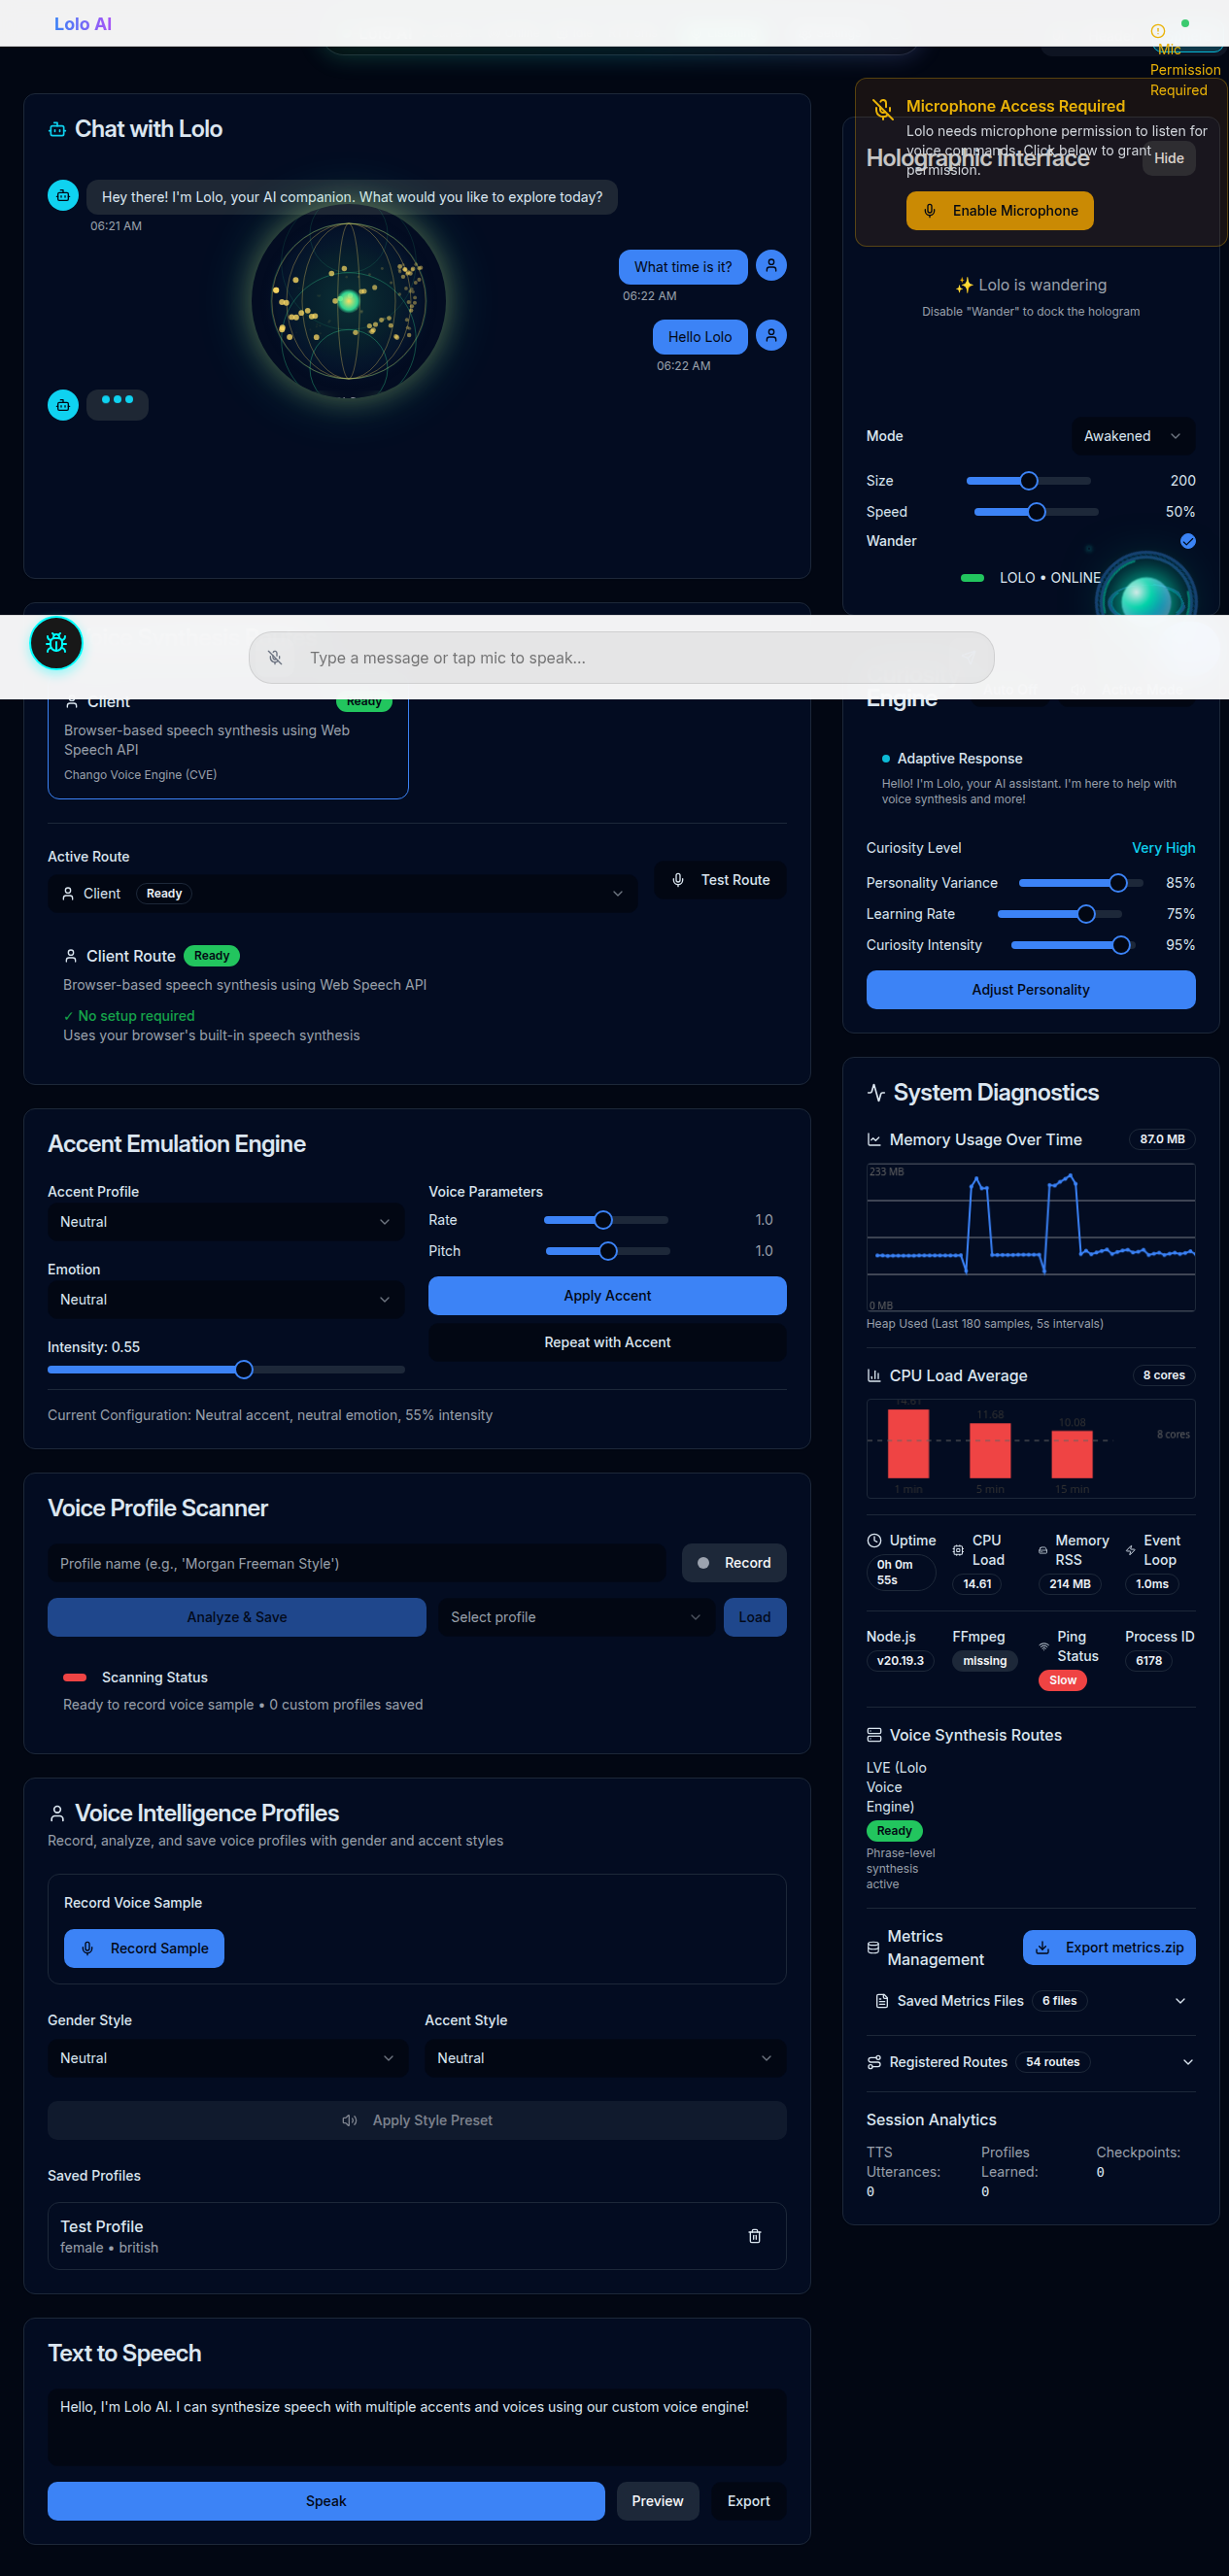 Lolo AI
Mic
Permission
Required
Chat with Lolo
Hey there! I'm Lolo, your AI companion. What would you like to explore today?
06:21 AM
What time is it?
06:22 AM
Hello Lolo
06:22 AM
Microphone Access Required
Lolo needs microphone permission to listen for
voice commands. Click below to grant
permission.
Enable Microphone
Holographic Interface
Hide
✨ Lolo is wandering
Disable "Wander" to dock the hologram
Mode
Awakened
Size
200
Speed
50%
Wander
LOLO • ONLINE
Type a message or tap mic to speak...
Client
Ready
Browser-based speech synthesis using Web
Speech API
Chango Voice Engine (CVE)
Active Route
Client Ready
Test Route
Client Route Ready
Browser-based speech synthesis using Web Speech API
✓ No setup required
Uses your browser's built-in speech synthesis
Engine
Adaptive Response
Hello! I'm Lolo, your AI assistant. I'm here to help with
voice synthesis and more!
Curiosity Level
Very High
Personality Variance
85%
Learning Rate
75%
Curiosity Intensity
95%
Adjust Personality
Accent Emulation Engine
Accent Profile
Neutral
Emotion
Neutral
Intensity: 0.55
Voice Parameters
Rate
1.0
Pitch
1.0
Apply Accent
Repeat with Accent
Current Configuration: Neutral accent, neutral emotion, 55% intensity
Voice Profile Scanner
Profile name (e.g., 'Morgan Freeman Style')
Record
Analyze & Save
Select profile
Load
Scanning Status
Ready to record voice sample • 0 custom profiles saved
Voice Intelligence Profiles
Record, analyze, and save voice profiles with gender and accent styles
Record Voice Sample
Record Sample
Gender Style
Neutral
Accent Style
Neutral
Apply Style Preset
Saved Profiles
Test Profile
female • british
Text to Speech
Hello, I'm Lolo AI. I can synthesize speech with multiple accents and voices using our custom voice engine!
Speak
Preview
Export
System Diagnostics
Memory Usage Over Time
87.0 MB
233 MB
0 MB
Heap Used (Last 180 samples, 5s intervals)
CPU Load Average
8 cores
14.61
11.68
10.08
8 cores
1 min
5 min
15 min
Uptime
0h 0m
55s
CPU
Load
14.61
Memory
RSS
214 MB
Event
Loop
1.0ms
Node.js
v20.19.3
FFmpeg
missing
Ping
Status
Slow
Process ID
6178
Voice Synthesis Routes
LVE (Lolo
Voice
Engine)
Ready
Phrase-level
synthesis
active
Metrics
Management
Export metrics.zip
Saved Metrics Files
6 files
Registered Routes
54 routes
Session Analytics
TTS
Utterances:
0
Profiles
Learned:
0
Checkpoints:
0